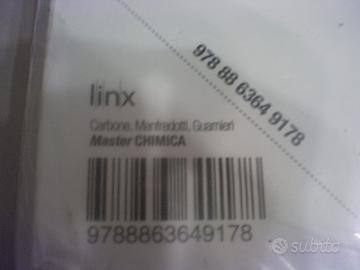 978 88 6364 9178
linx
Carbone, Manfredotti, Guarnieri
Master CHIMICA
9788863649178
subito